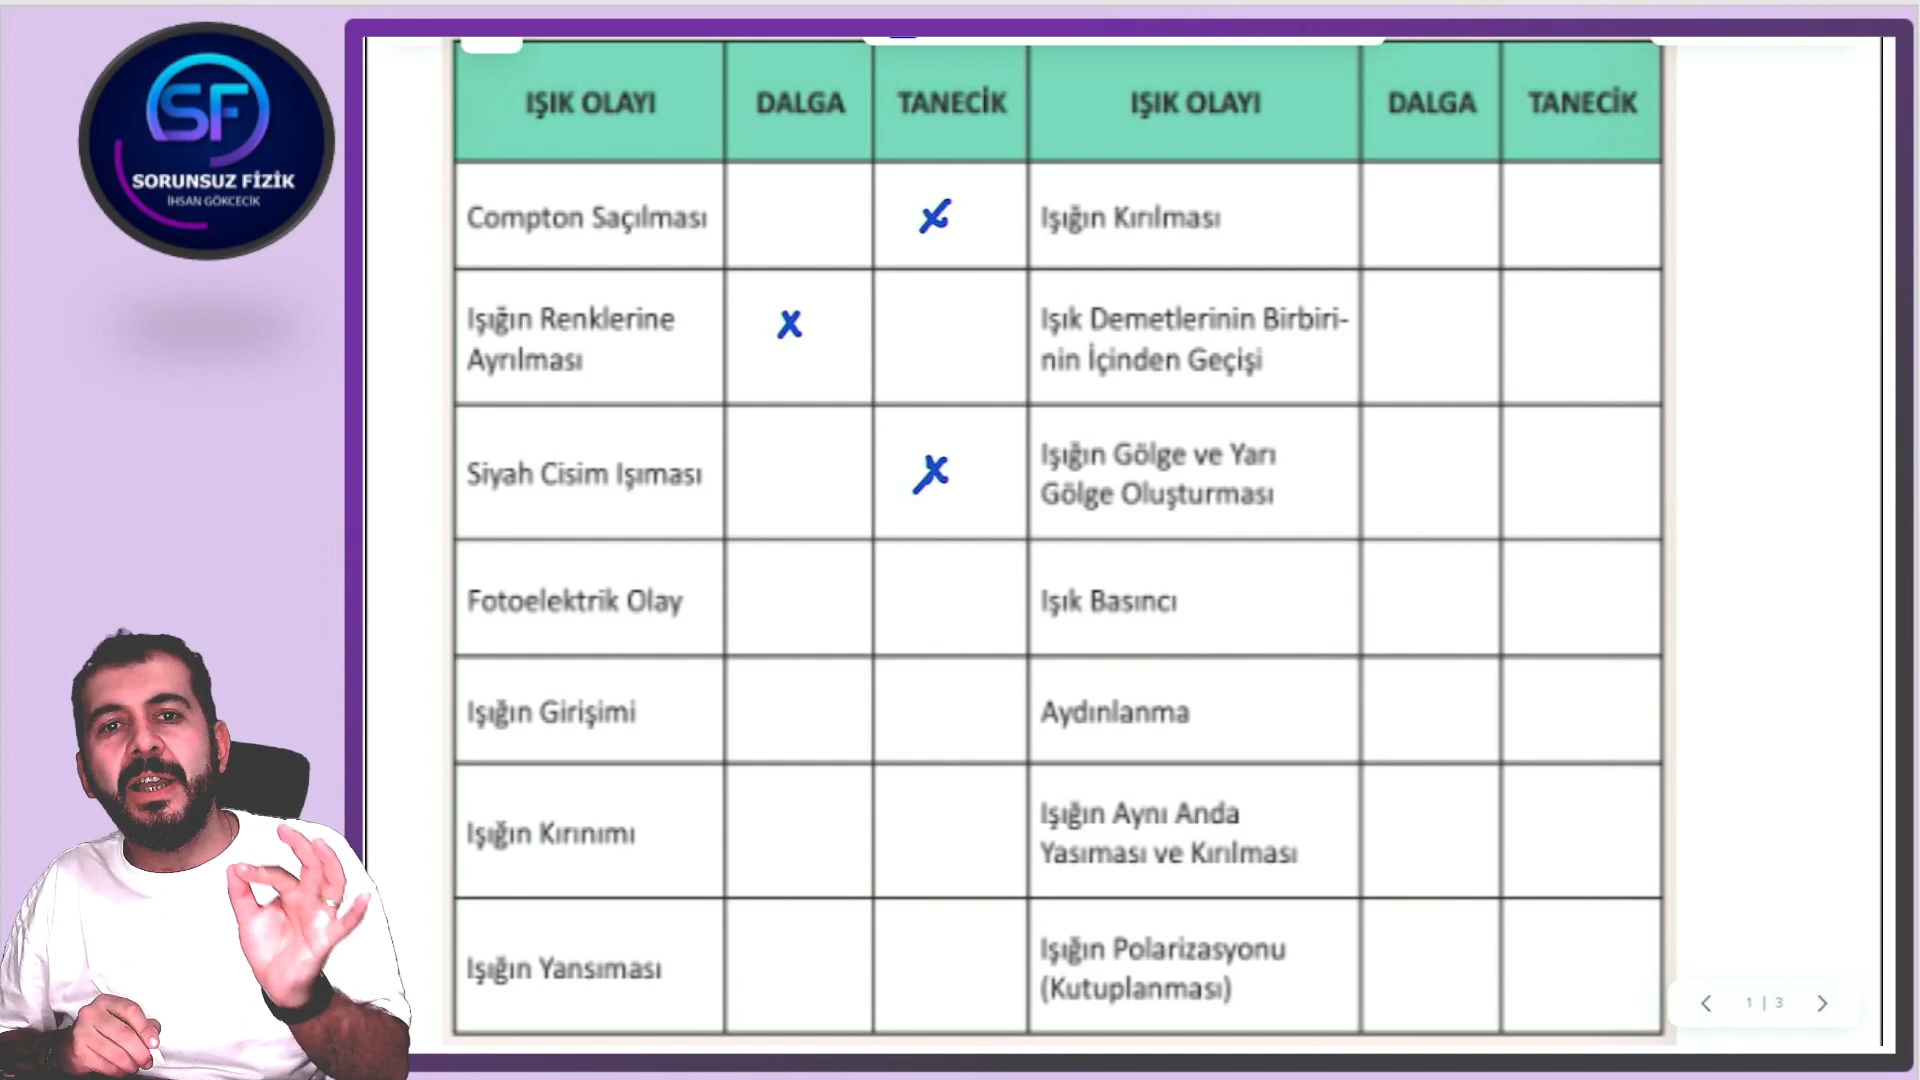 SF
SORUNSUZ FİZİK
İHSAN GÖKCECİK
IŞIK OLAYI DALGA TANECİK IŞIK OLAYI DALGA TANECİK
Compton Saçılması X Işığın Kırılması
Işığın Renklerine
Ayrılması
X
Işık Demetlerinin Birbiri-
nin İçinden Geçişi
Siyah Cisim Işıması X
Işığın Gölge ve Yarı
Gölge Oluşturması
Fotoelektrik Olay Işık Basıncı
Işığın Girişimi Aydınlanma
Işığın Kırınımı
Işığın Aynı Anda
Yasıması ve Kırılması
Işığın Yansıması
Işığın Polarizasyonu
(Kutuplanması)
1 | 3